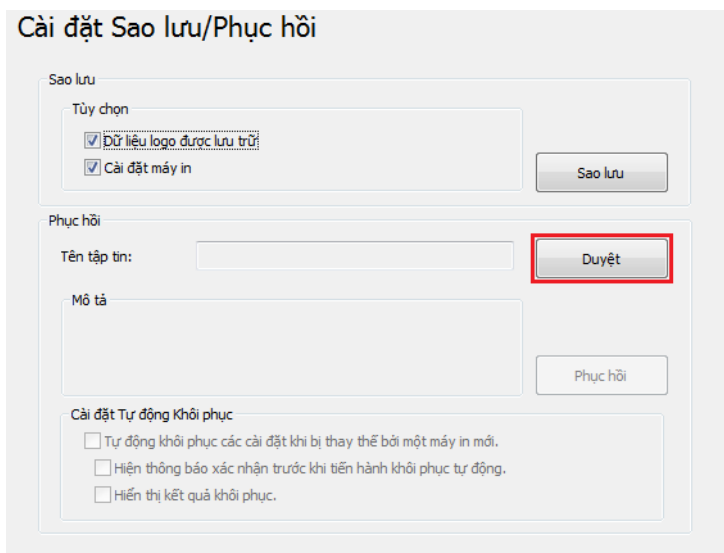 Cài đặt Sao lưu/Phục hồi
Sao lưu
Tùy chọn
Dữ liệu logo được lưu trữ
Cài đặt máy in
Sao lưu
Phục hồi
Tên tập tin:
Duyệt
Mô tả
Phục hồi
Cài đặt Tự động Khôi phục
Tự động khôi phục các cài đặt khi bị thay thế bởi một máy in mới.
Hiện thông báo xác nhận trước khi tiến hành khôi phục tự động.
Hiển thị kết quả khôi phục.